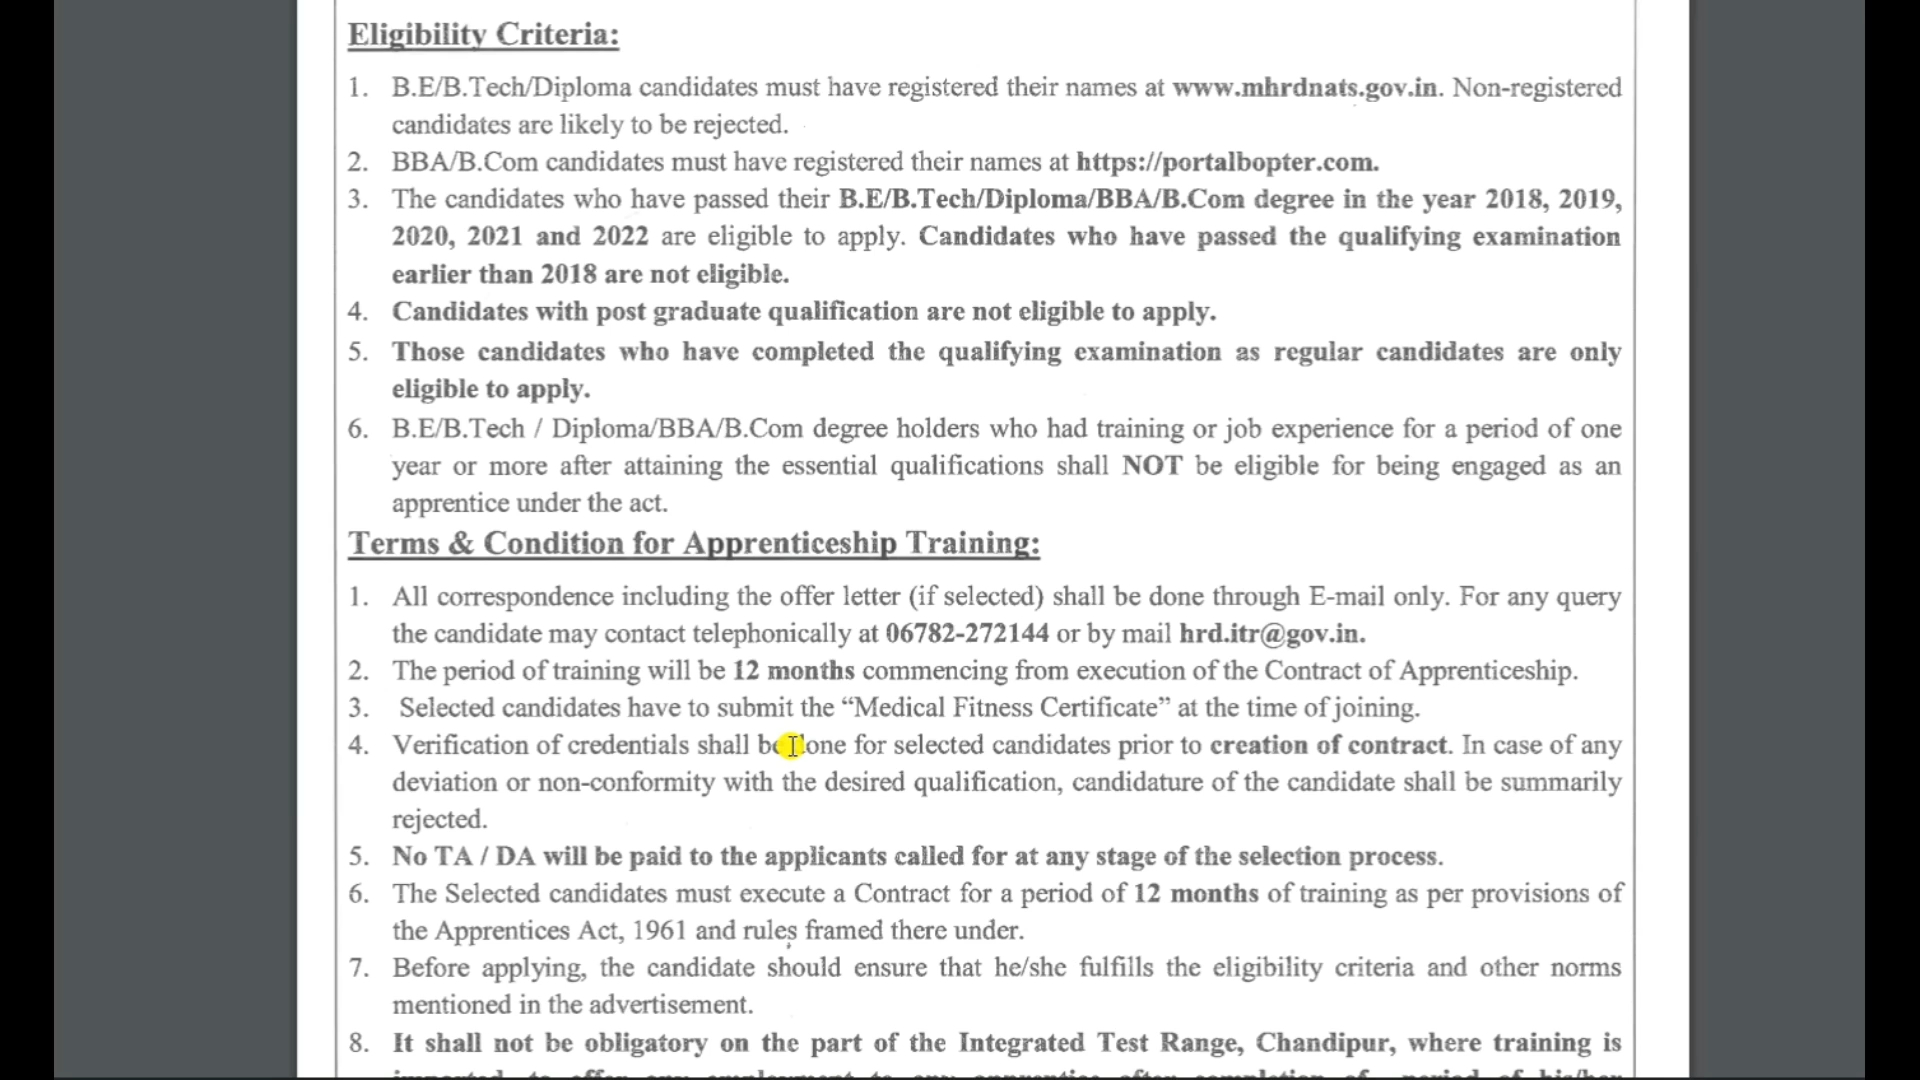 Eligibility Criteria:
1. B.E/B.Tech/Diploma candidates must have registered their names at www.mhrdnats.gov.in. Non-registered
candidates are likely to be rejected.
2. BBA/B.Com candidates must have registered their names at https://portalbopter.com.
3. The candidates who have passed their B.E/B.Tech/Diploma/BBA/B.Com degree in the year 2018, 2019,
2020, 2021 and 2022 are eligible to apply. Candidates who have passed the qualifying examination
earlier than 2018 are not eligible.
4. Candidates with post graduate qualification are not eligible to apply.
5. Those candidates who have completed the qualifying examination as regular candidates are only
eligible to apply.
6. B.E/B.Tech / Diploma/BBA/B.Com degree holders who had training or job experience for a period of one
year or more after attaining the essential qualifications shall NOT be eligible for being engaged as an
apprentice under the act.
Terms & Condition for Apprenticeship Training:
1. All correspondence including the offer letter (if selected) shall be done through E-mail only. For any query
the candidate may contact telephonically at 06782-272144 or by mail hrd.itr@gov.in.
2. The period of training will be 12 months commencing from execution of the Contract of Apprenticeship.
3. Selected candidates have to submit the “Medical Fitness Certificate” at the time of joining.
4. Verification of credentials shall be done for selected candidates prior to creation of contract. In case of any
deviation or non-conformity with the desired qualification, candidature of the candidate shall be summarily
rejected.
5. No TA / DA will be paid to the applicants called for at any stage of the selection process.
6. The Selected candidates must execute a Contract for a period of 12 months of training as per provisions of
the Apprentices Act, 1961 and rules framed there under.
7. Before applying, the candidate should ensure that he/she fulfills the eligibility criteria and other norms
mentioned in the advertisement.
8. It shall not be obligatory on the part of the Integrated Test Range, Chandipur, where training is